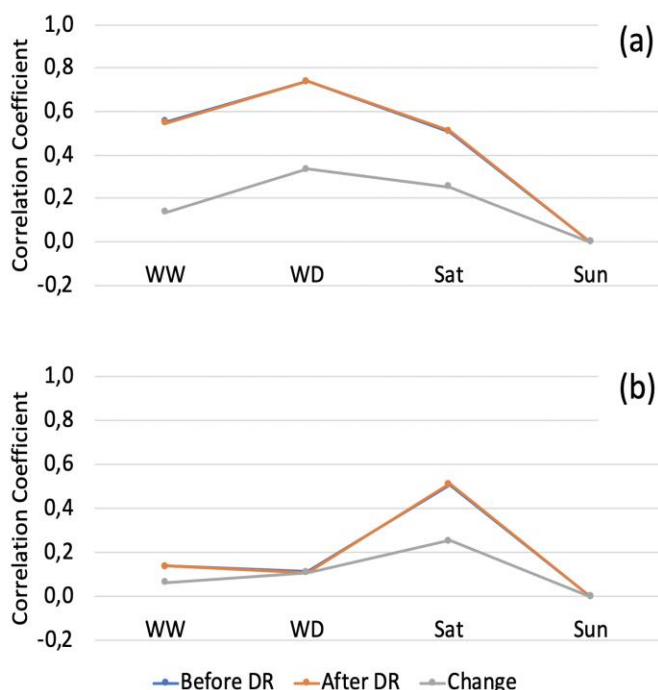 (a)
Correlation Coefficient
1,0
0,8
0,6
0,4
0,2
0,0
-0,2
WW WD Sat Sun
(b)
Correlation Coefficient
1,0
0,8
0,6
0,4
0,2
0,0
-0,2
WW WD Sat Sun
Before DR After DR Change